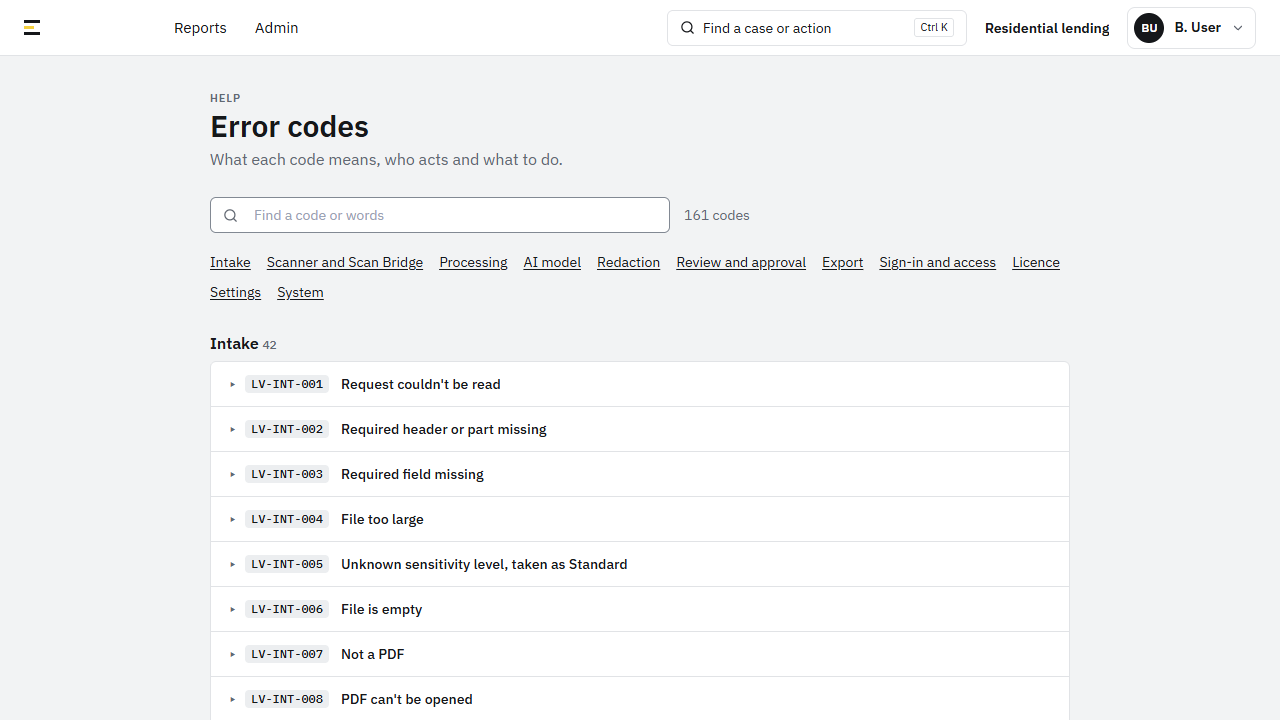 Reports Admin Find a case or action Ctrl K Residential lending BU B. User
HELP
Error codes
What each code means, who acts and what to do.
Find a code or words 161 codes
Intake Scanner and Scan Bridge Processing AI model Redaction Review and approval Export Sign-in and access Licence
Settings System
Intake 42
LV-INT-001 Request couldn't be read
LV-INT-002 Required header or part missing
LV-INT-003 Required field missing
LV-INT-004 File too large
LV-INT-005 Unknown sensitivity level, taken as Standard
LV-INT-006 File is empty
LV-INT-007 Not a PDF
LV-INT-008 PDF can't be opened